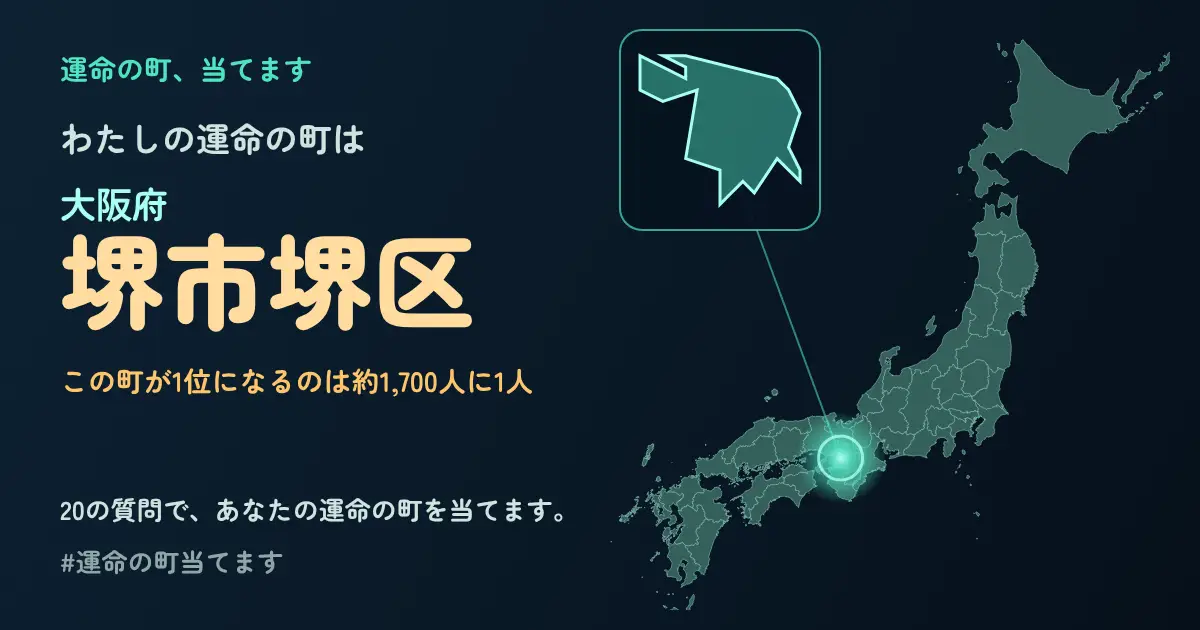 運命の町、当てます
わたしの運命の町は
大阪府
堺市堺区
この町が1位になるのは約1,700人に1人
20の質問で、あなたの運命の町を当てます。
#運命の町当てます